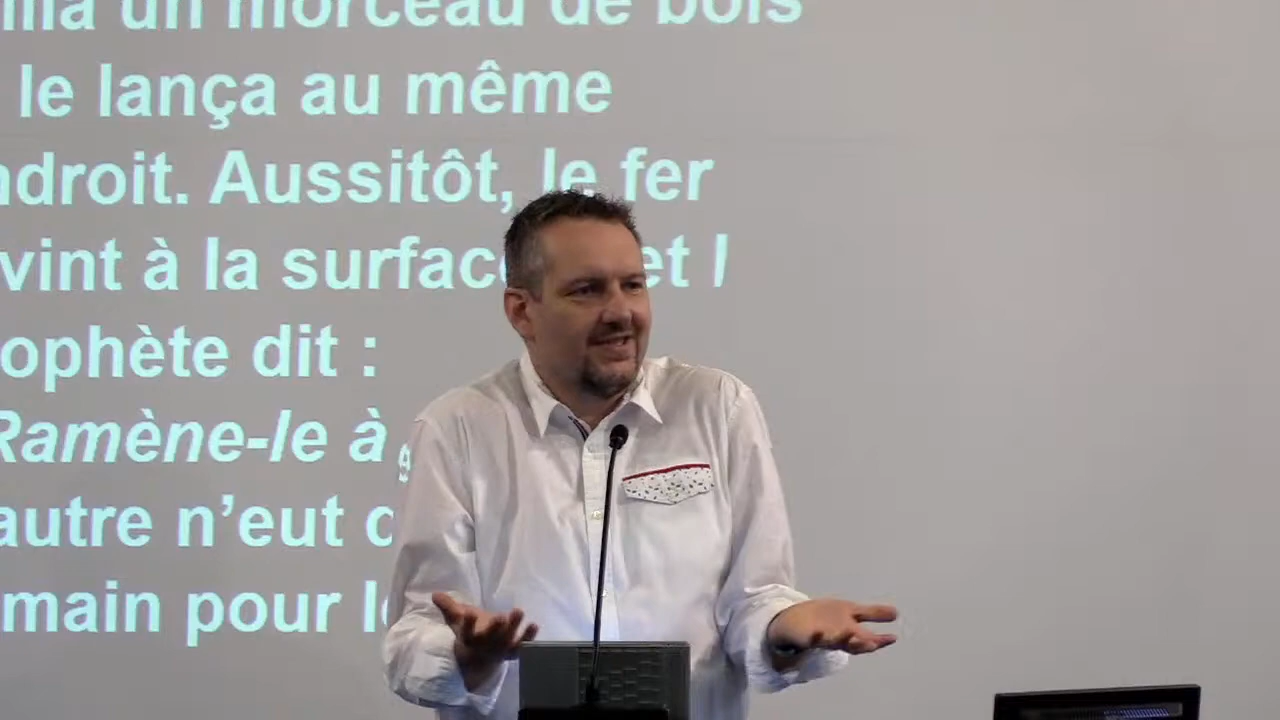 un morceau de bois
le lança au même
ndroit. Aussitôt, le fer
vint à la surface et l
ophète dit :
Ramène-le à
autre n'eut
main pour